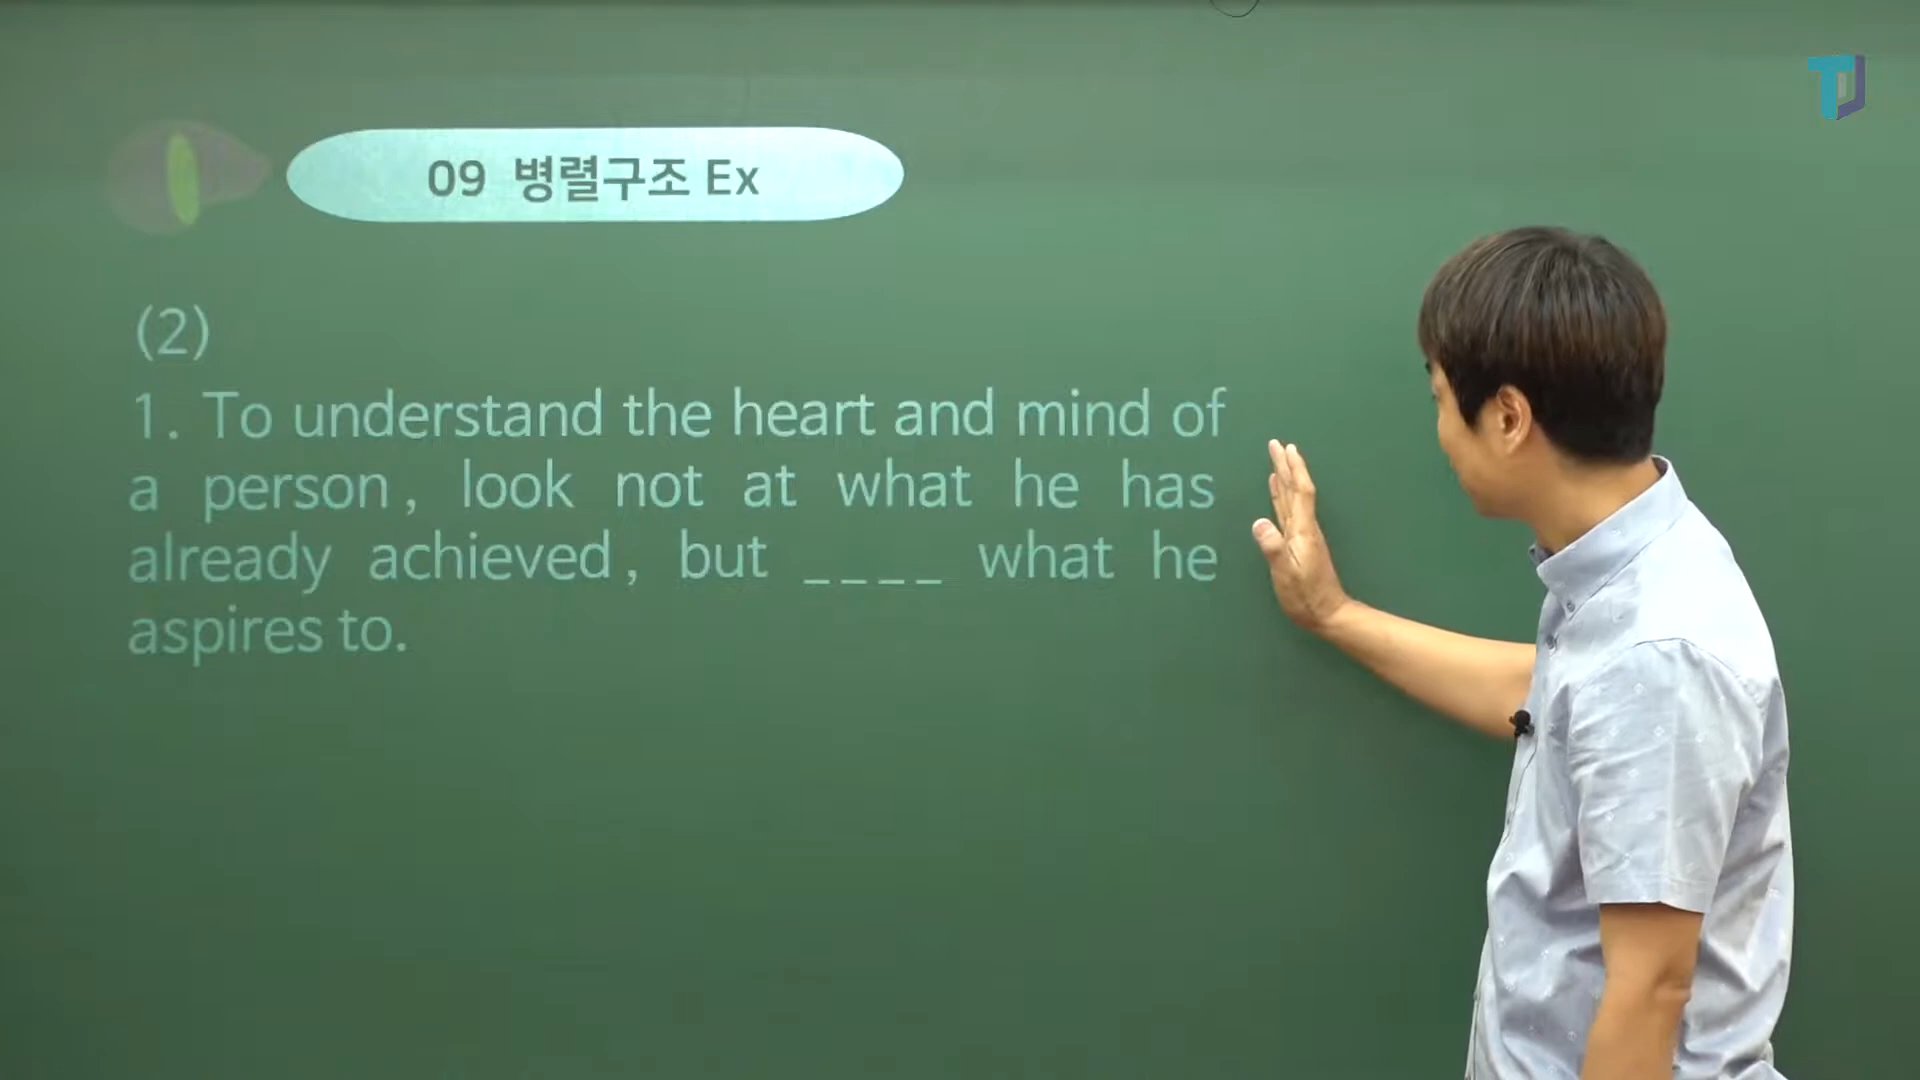 09 병렬구조 Ex
(2)
1. To understand the heart and mind of
a person, look not at what he has
already achieved, but ____ what he
aspires to.